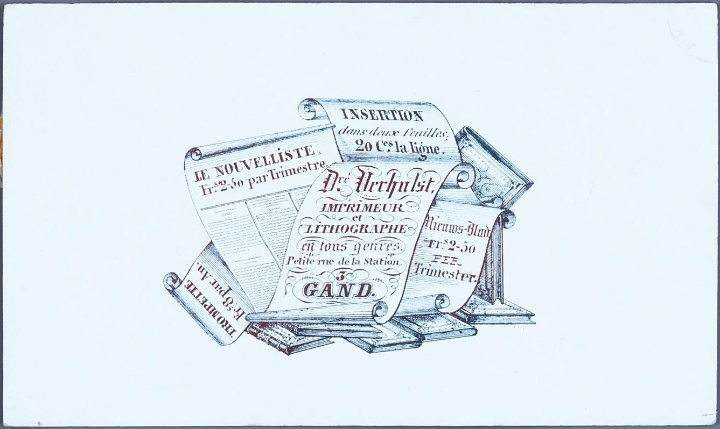 INSERTION
dans deux feuilles,
20 Ces la ligne.
LE NOUVELLISTE.
Frs 2-50 par Trimestre.
Dré Verhulst,
IMPRIMEUR
et
LITHOGRAPHE
en tous genres,
Petite rue de la Station
3
GAND.
Nieuws-Blad
Frs 2-50
PER
Trimester.
TROMPETTE
Frs 8 par An.